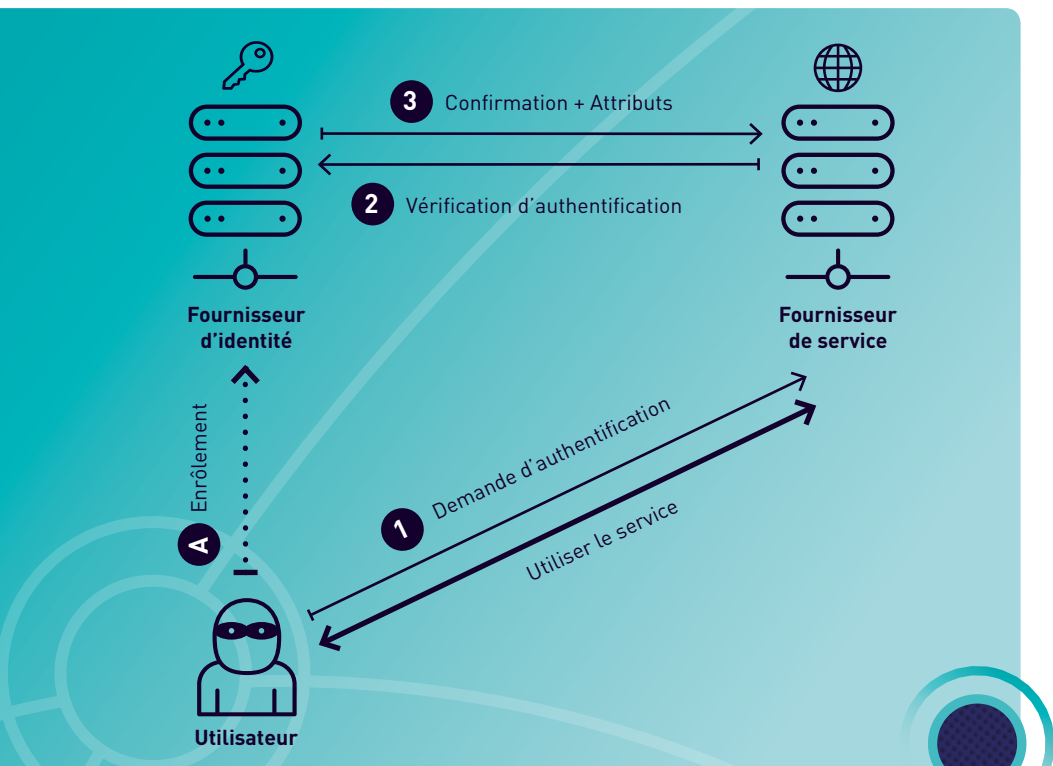 3 Confirmation + Attributs
2 Vérification d'authentification
Fournisseur
d'identité
Fournisseur
de service
A Enrôlement
1 Demande d'authentification
Utiliser le service
Utilisateur